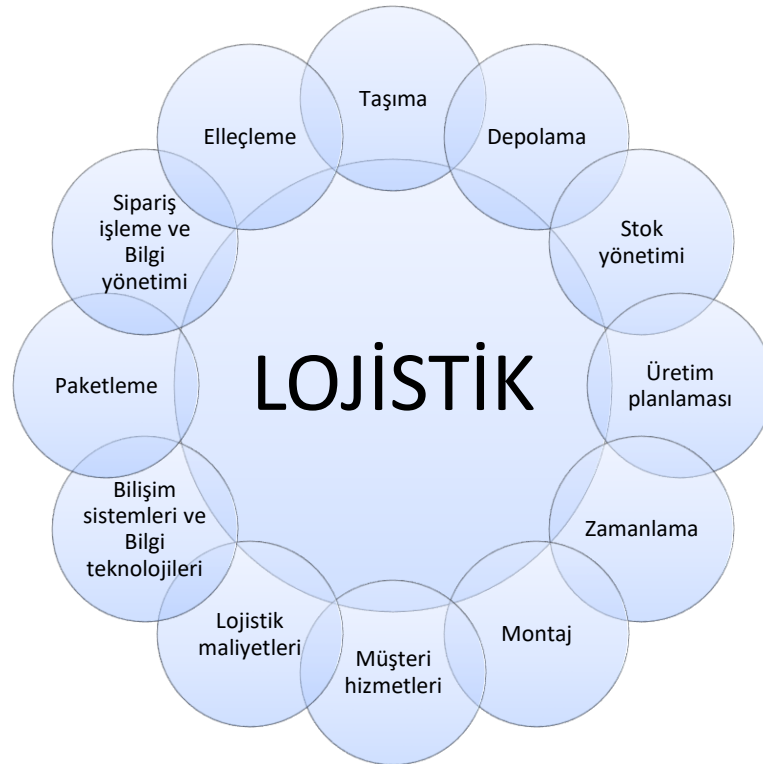 Taşıma
Depolama
Stok
yönetimi
Üretim
planlaması
Zamanlama
Montaj
Müşteri
hizmetleri
Lojistik
maliyetleri
Bilişim
sistemleri ve
Bilgi
teknolojileri
Paketleme
Sipariş
işleme ve
Bilgi
yönetimi
Elleçleme
LOJİSTİK